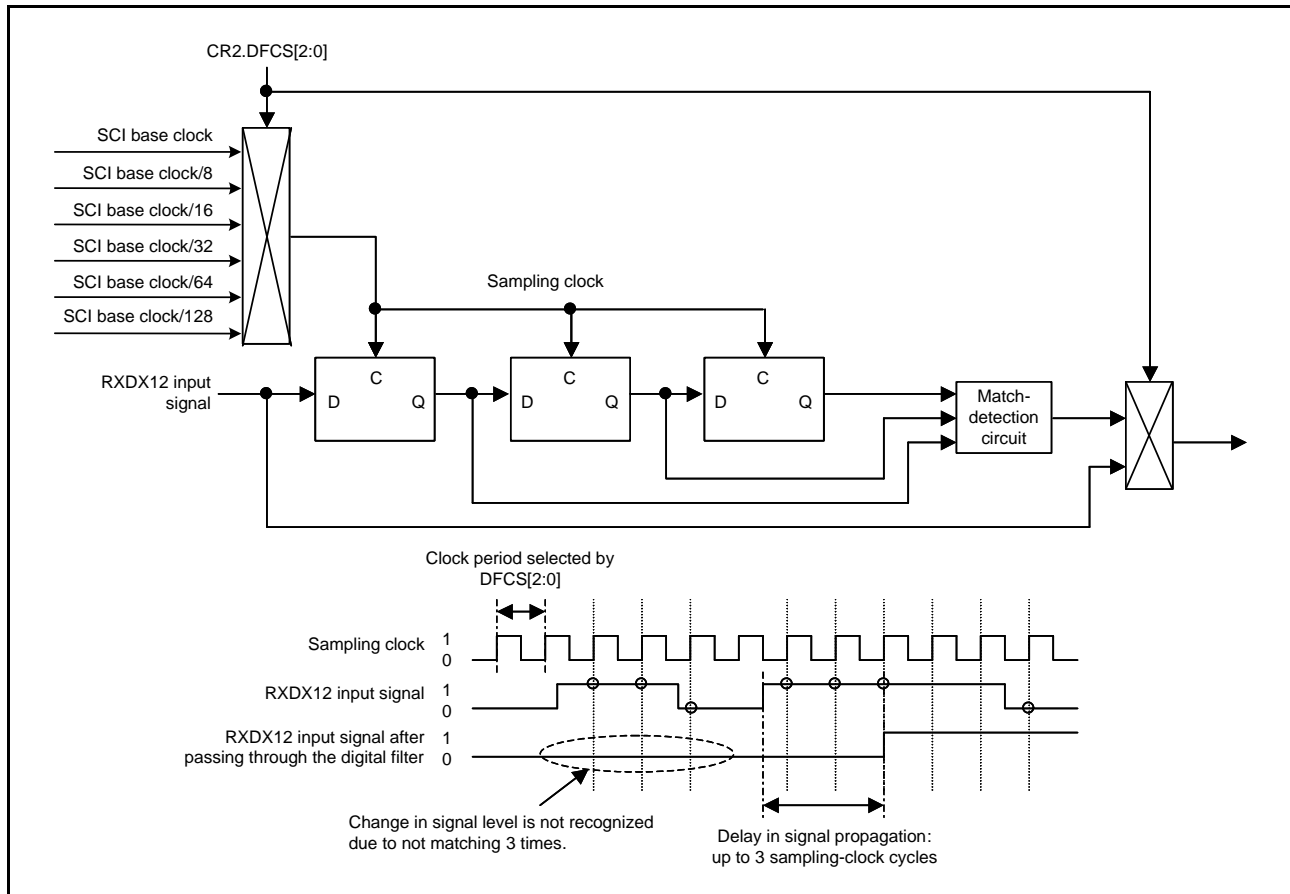 CR2.DFCS[2:0]
SCI base clock
SCI base clock/8
SCI base clock/16
SCI base clock/32
SCI base clock/64
SCI base clock/128
Sampling clock
RXDX12 input
signal
C
D
Q
C
D
Q
C
D
Q
Match-
detection
circuit
Clock period selected by
DFCS[2:0]
Sampling clock
1
0
RXDX12 input signal
1
0
RXDX12 input signal after
passing through the digital filter
1
0
Change in signal level is not recognized
due to not matching 3 times.
Delay in signal propagation:
up to 3 sampling-clock cycles